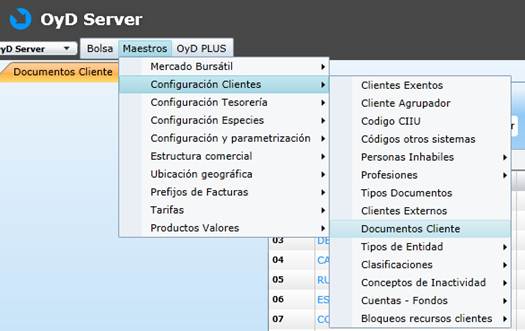 OyD Server
yD Server
Bolsa Maestros OyD PLUS
Documentos Cliente
Mercado Bursátil
Configuración Clientes
Configuración Tesorería
Configuración Especies
Configuración y parametrización
Estructura comercial
Ubicación geográfica
Prefijos de Facturas
Tarifas
Productos Valores
Clientes Exentos
Cliente Agrupador
Codigo CIIU
Códigos otros sistemas
Personas Inhabiles
Profesiones
Tipos Documentos
Clientes Externos
Documentos Cliente
Tipos de Entidad
Clasificaciones
Conceptos de Inactividad
Cuentas - Fondos
Bloqueos recursos clientes
r
03 DE
04 CA
05 RU
06 ES
07 CO